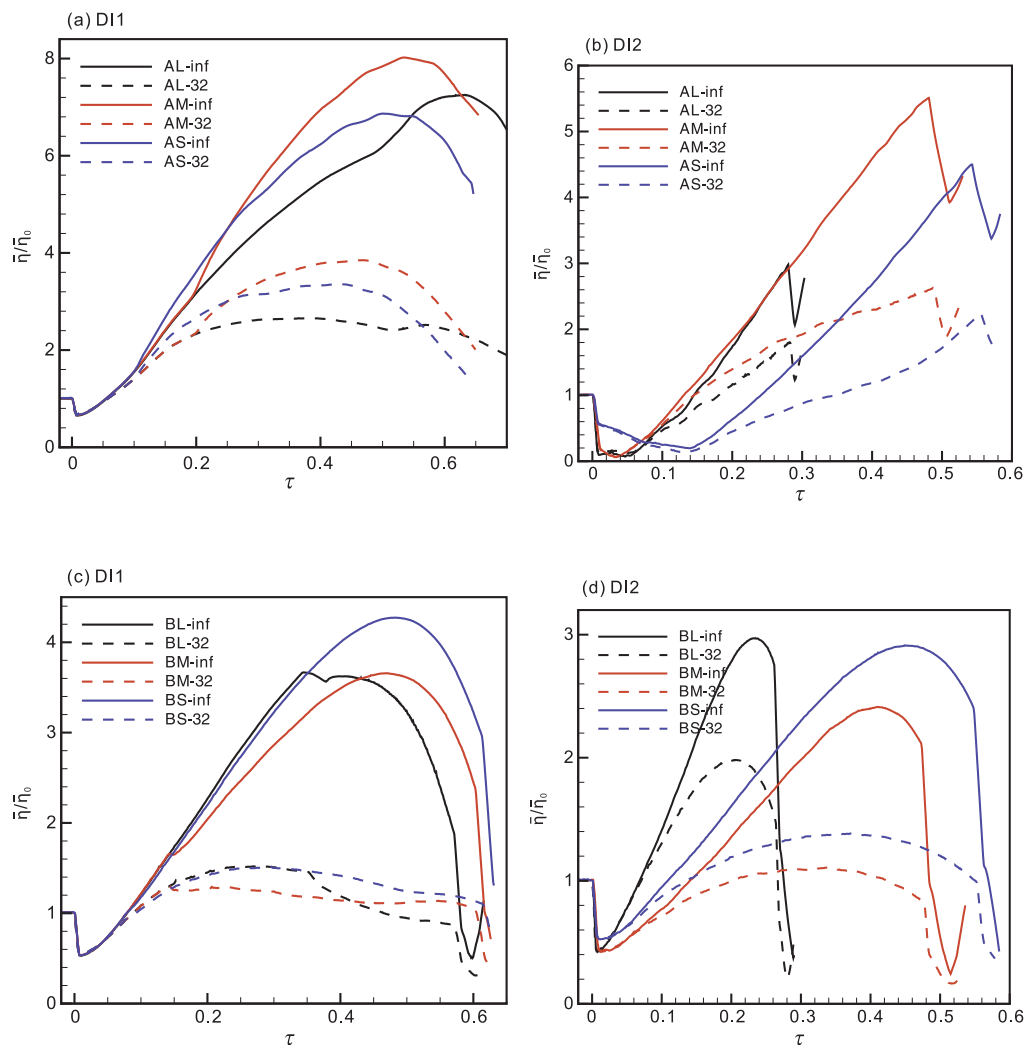 (a) DI1
8
6
4
2
0
0
0.2
0.4
0.6
η̄/η̄₀
τ
AL-inf
AL-32
AM-inf
AM-32
AS-inf
AS-32
(b) DI2
6
5
4
3
2
1
0
0
0.1
0.2
0.3
0.4
0.5
0.6
η̄/η̄₀
τ
AL-inf
AL-32
AM-inf
AM-32
AS-inf
AS-32
(c) DI1
4
3
2
1
0
0
0.2
0.4
0.6
η̄/η̄₀
τ
BL-inf
BL-32
BM-inf
BM-32
BS-inf
BS-32
(d) DI2
3
2
1
0
0
0.1
0.2
0.3
0.4
0.5
0.6
η̄/η̄₀
τ
BL-inf
BL-32
BM-inf
BM-32
BS-inf
BS-32